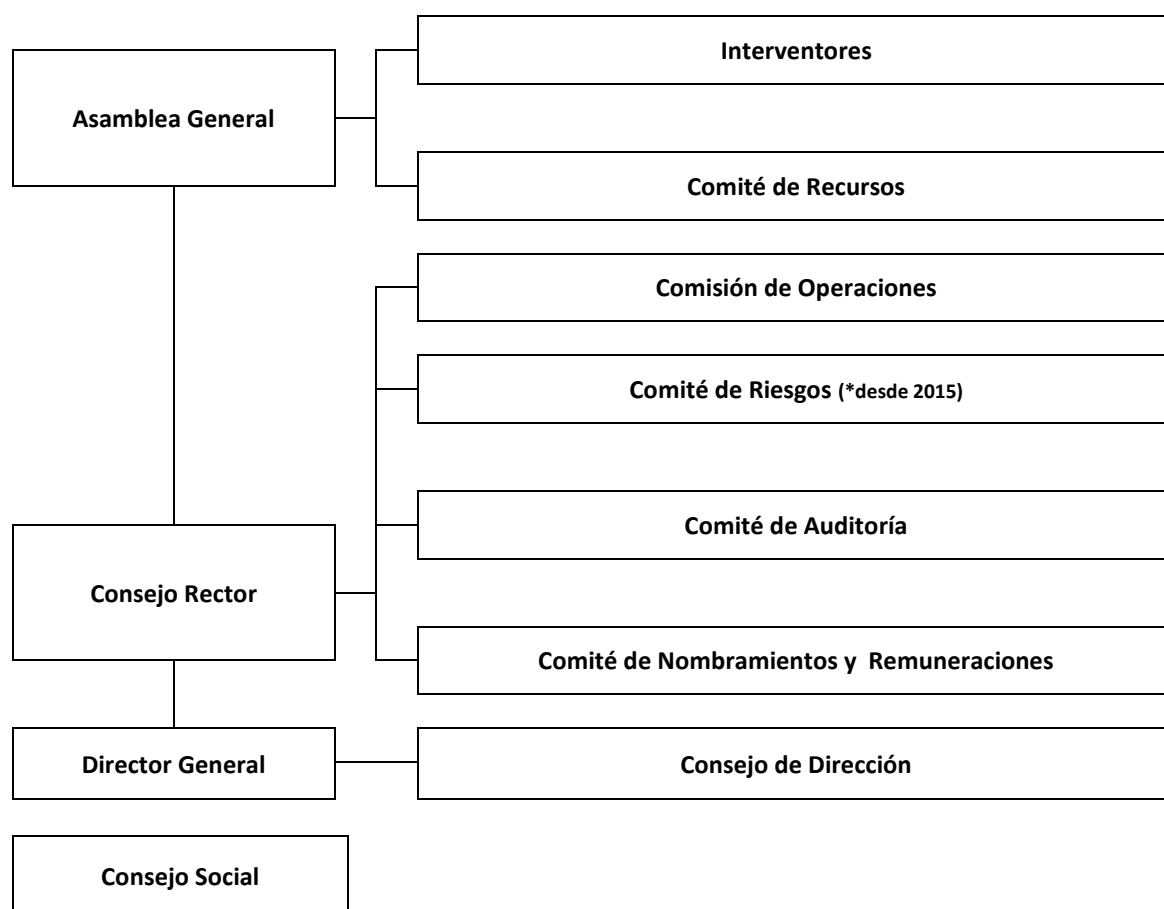 Interventores
Asamblea General
Comité de Recursos
Comisión de Operaciones
Comité de Riesgos (*desde 2015)
Comité de Auditoría
Consejo Rector
Comité de Nombramientos y  Remuneraciones
Director General
Consejo de Dirección
Consejo Social